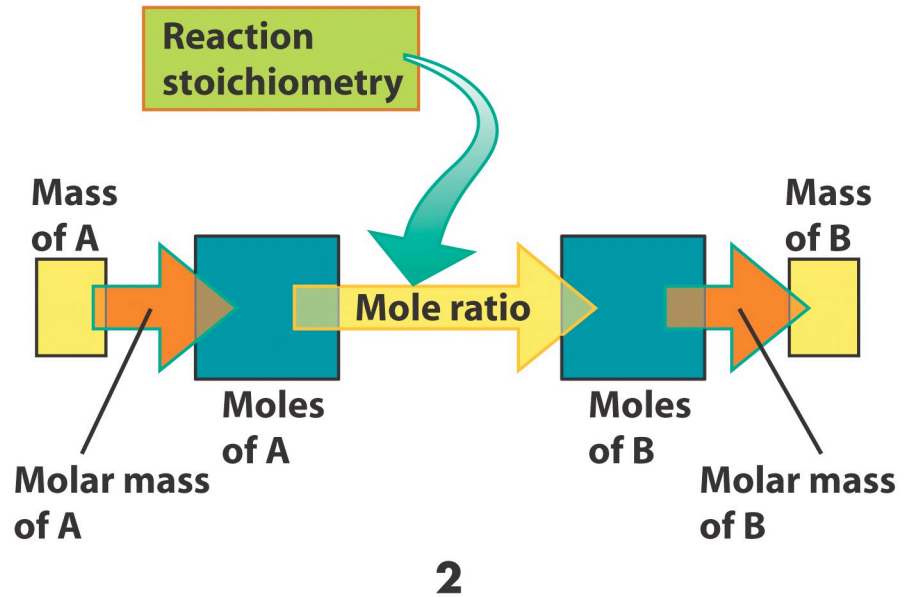 Reaction
stoichiometry
Mass
of A
Mass
of B
Mole ratio
Moles
of A
Moles
of B
Molar mass
of A
Molar mass
of B
2